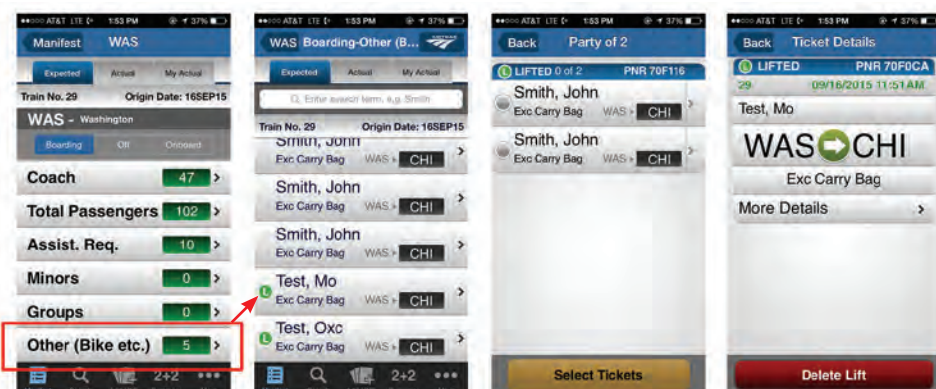 AT&T LTE 1:53 PM 37%
Manifest WAS
Expected Actual My Actual
Train No. 29 Origin Date: 16SEP15
WAS - Washington
Boarding Off Onboard
Coach 47 >
Total Passengers 102 >
Assist. Req. 10 >
Minors 0 >
Groups 0 >
Other (Bike etc.) 5 >
2+2
AT&T LTE 1:53 PM 37%
WAS Boarding-Other (B...
Expected Actual My Actual
Enter search term, e.g. Smith
Train No. 29 Origin Date: 16SEP15
Smith, John
Exc Carry Bag WAS > CHI >
Smith, John
Exc Carry Bag WAS > CHI >
Smith, John
Exc Carry Bag WAS > CHI >
Test, Mo
L Exc Carry Bag WAS > CHI >
Test, Oxc
L Exc Carry Bag WAS > CHI
2+2
AT&T LTE 1:53 PM 37%
Back Party of 2
L LIFTED 0 of 2 PNR 70F116
Smith, John
Exc Carry Bag WAS > CHI >
Smith, John
Exc Carry Bag WAS > CHI >
Select Tickets
AT&T LTE 1:53 PM 37%
Back Ticket Details
L LIFTED PNR 70F0CA
29 09/16/2015 11:51AM
Test, Mo
WAS CHI
Exc Carry Bag
More Details >
Delete Lift